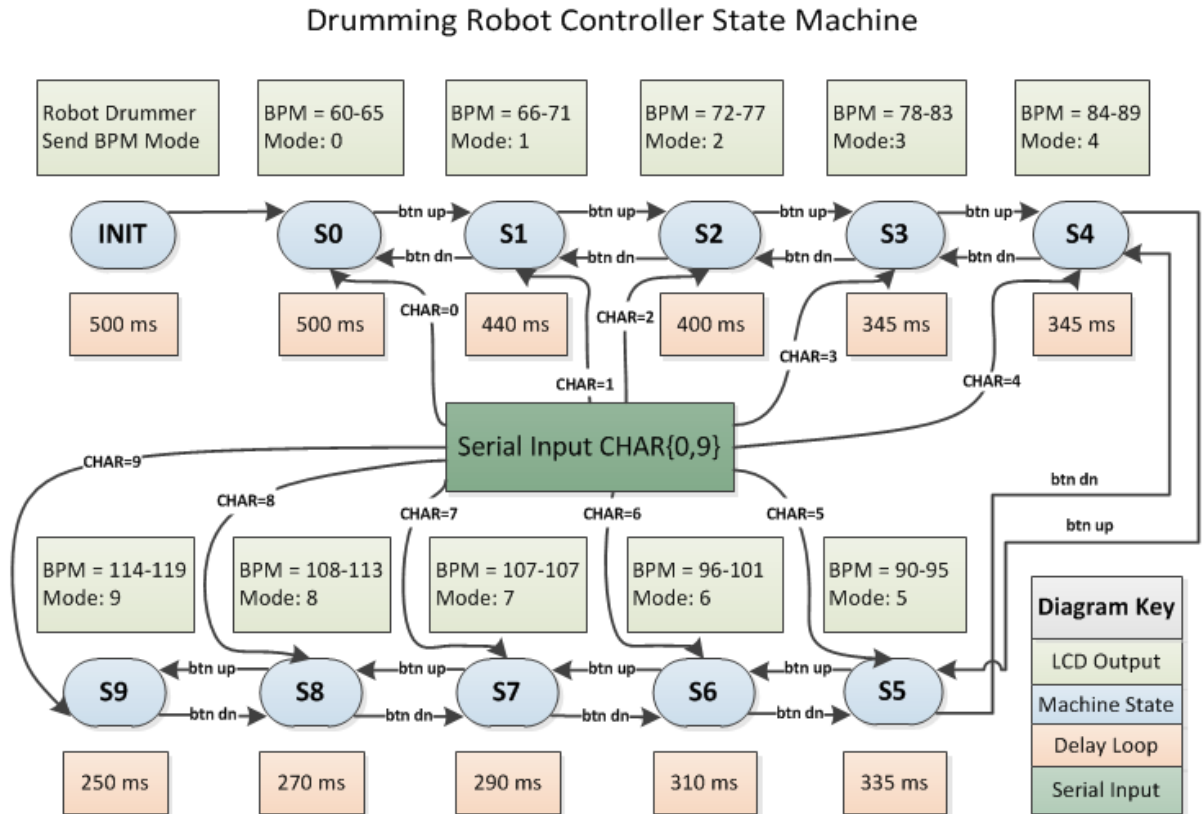 Drumming Robot Controller State Machine
Robot Drummer
Send BPM Mode
BPM = 60-65
Mode: 0
BPM = 66-71
Mode: 1
BPM = 72-77
Mode: 2
BPM = 78-83
Mode:3
BPM = 84-89
Mode: 4
INIT
S0
btn up
btn dn
S1
btn up
btn dn
S2
btn up
btn dn
S3
btn up
btn dn
S4
500 ms
500 ms
440 ms
400 ms
345 ms
345 ms
CHAR=0
CHAR=1
CHAR=2
CHAR=3
CHAR=4
Serial Input CHAR{0,9}
CHAR=9
CHAR=8
CHAR=7
CHAR=6
CHAR=5
btn dn
btn up
BPM = 114-119
Mode: 9
BPM = 108-113
Mode: 8
BPM = 107-107
Mode: 7
BPM = 96-101
Mode: 6
BPM = 90-95
Mode: 5
S9
btn up
btn dn
S8
btn up
btn dn
S7
btn up
btn dn
S6
btn up
btn dn
S5
250 ms
270 ms
290 ms
310 ms
335 ms
Diagram Key
LCD Output
Machine State
Delay Loop
Serial Input